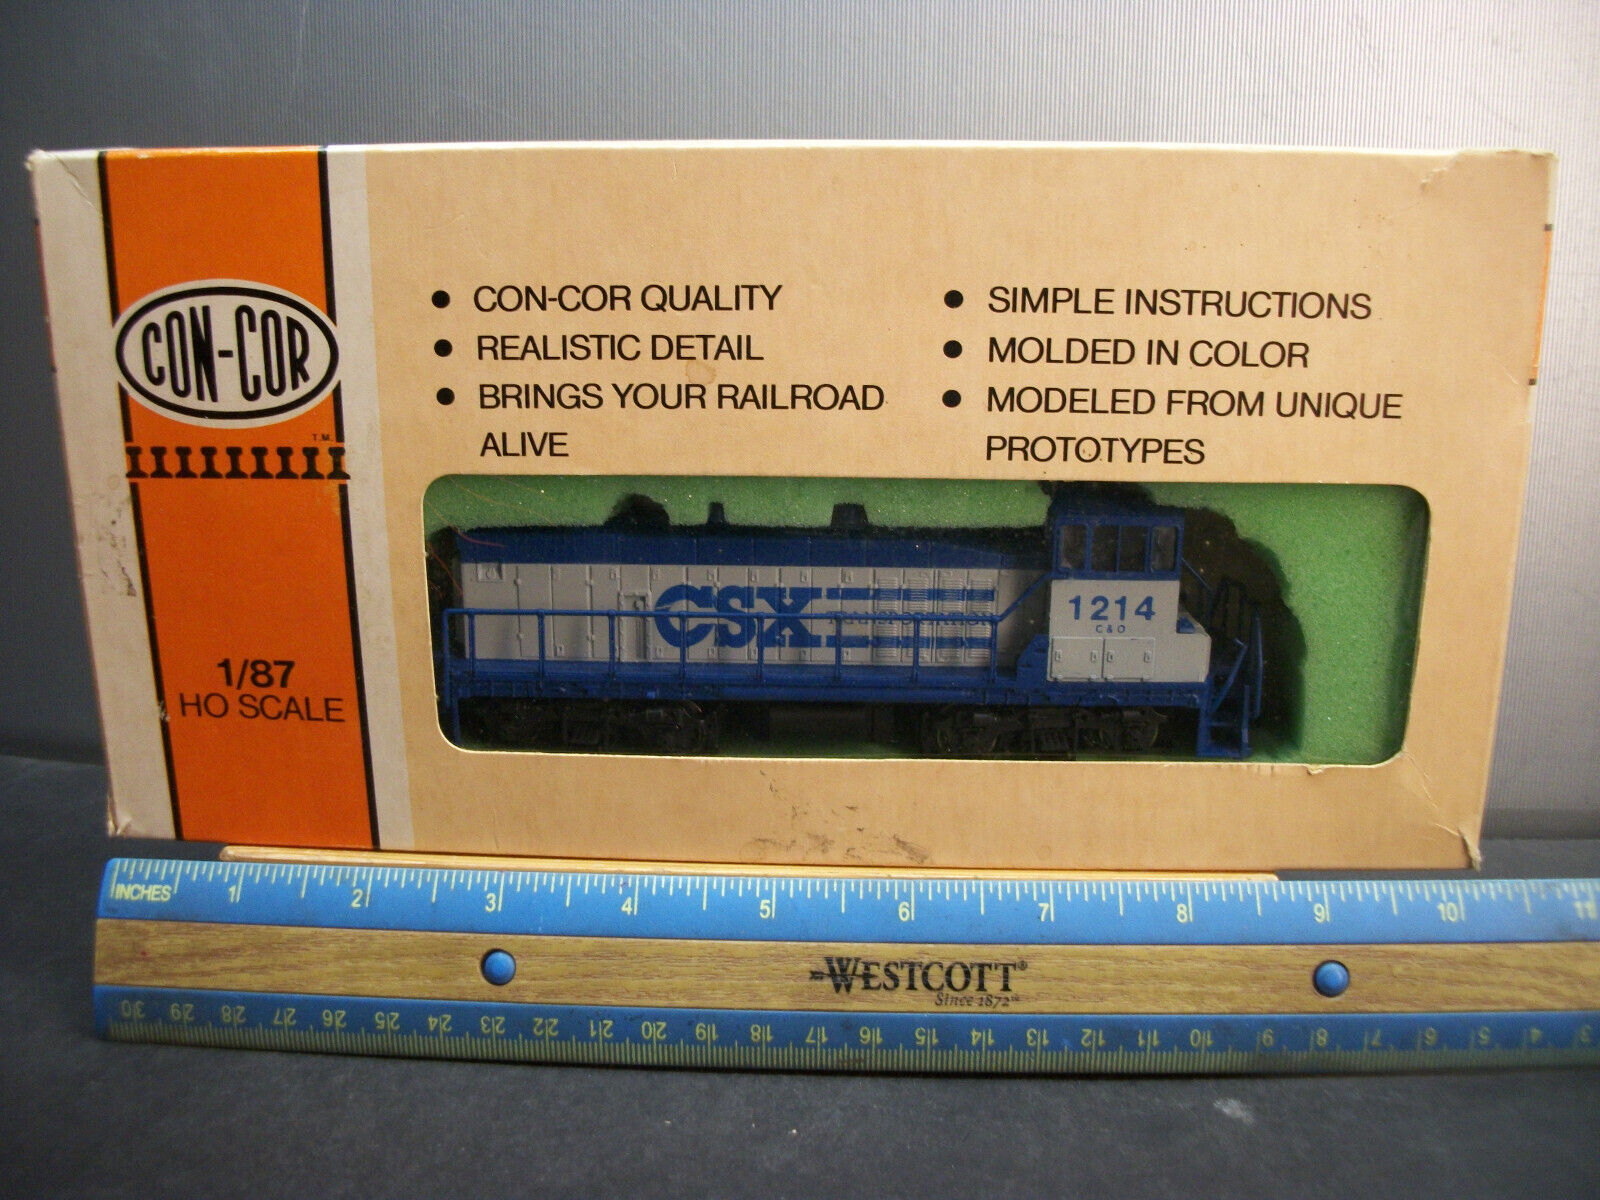 CON-COR
T.M.
1/87
HO SCALE
● CON-COR QUALITY
● REALISTIC DETAIL
● BRINGS YOUR RAILROAD
ALIVE
● SIMPLE INSTRUCTIONS
● MOLDED IN COLOR
● MODELED FROM UNIQUE
PROTOTYPES
CSX TRANSPORTATION
1214
C&O
INCHES 1 2 3 4 5 6 7 8 9 10 11
WESTCOTT®
Since 1872™
30 29 28 27 26 25 24 23 22 21 20 19 18 17 16 15 14 13 12 11 10 9 8 7 6 5 4 3